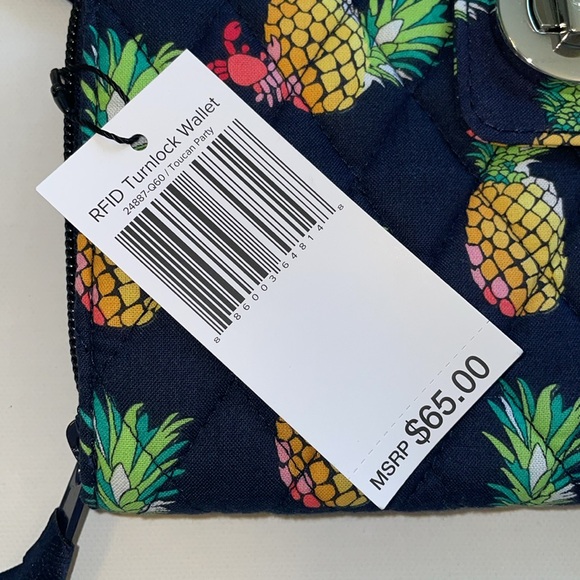 RFID Turnlock Wallet
24887-Q60 / Toucan Party
8 86003 64814 8
MSRP $65.00